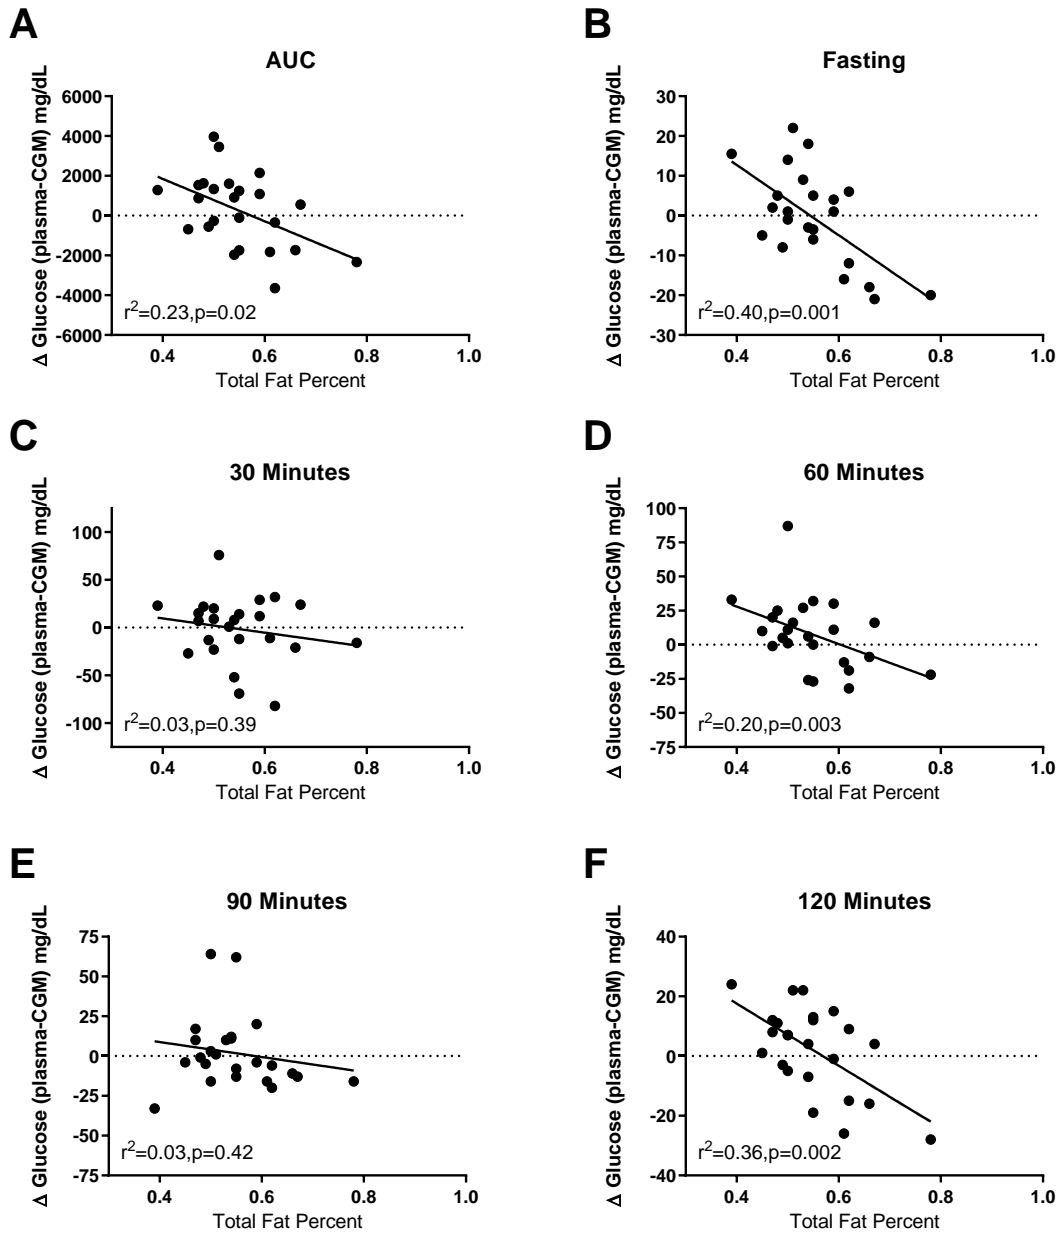 A
AUC
Δ Glucose (plasma-CGM) mg/dL
6000
4000
2000
0
-2000
-4000
-6000
r²=0.23,p=0.02
0.4 0.6 0.8 1.0
Total Fat Percent
B
Fasting
Δ Glucose (plasma-CGM) mg/dL
30
20
10
0
-10
-20
-30
r²=0.40,p=0.001
0.4 0.6 0.8 1.0
Total Fat Percent
C
30 Minutes
Δ Glucose (plasma-CGM) mg/dL
100
50
0
-50
-100
r²=0.03,p=0.39
0.4 0.6 0.8 1.0
Total Fat Percent
D
60 Minutes
Δ Glucose (plasma-CGM) mg/dL
100
75
50
25
0
-25
-50
-75
r²=0.20,p=0.003
0.4 0.6 0.8 1.0
Total Fat Percent
E
90 Minutes
Δ Glucose (plasma-CGM) mg/dL
75
50
25
0
-25
-50
-75
r²=0.03,p=0.42
0.4 0.6 0.8 1.0
Total Fat Percent
F
120 Minutes
Δ Glucose (plasma-CGM) mg/dL
40
20
0
-20
-40
r²=0.36,p=0.002
0.4 0.6 0.8 1.0
Total Fat Percent